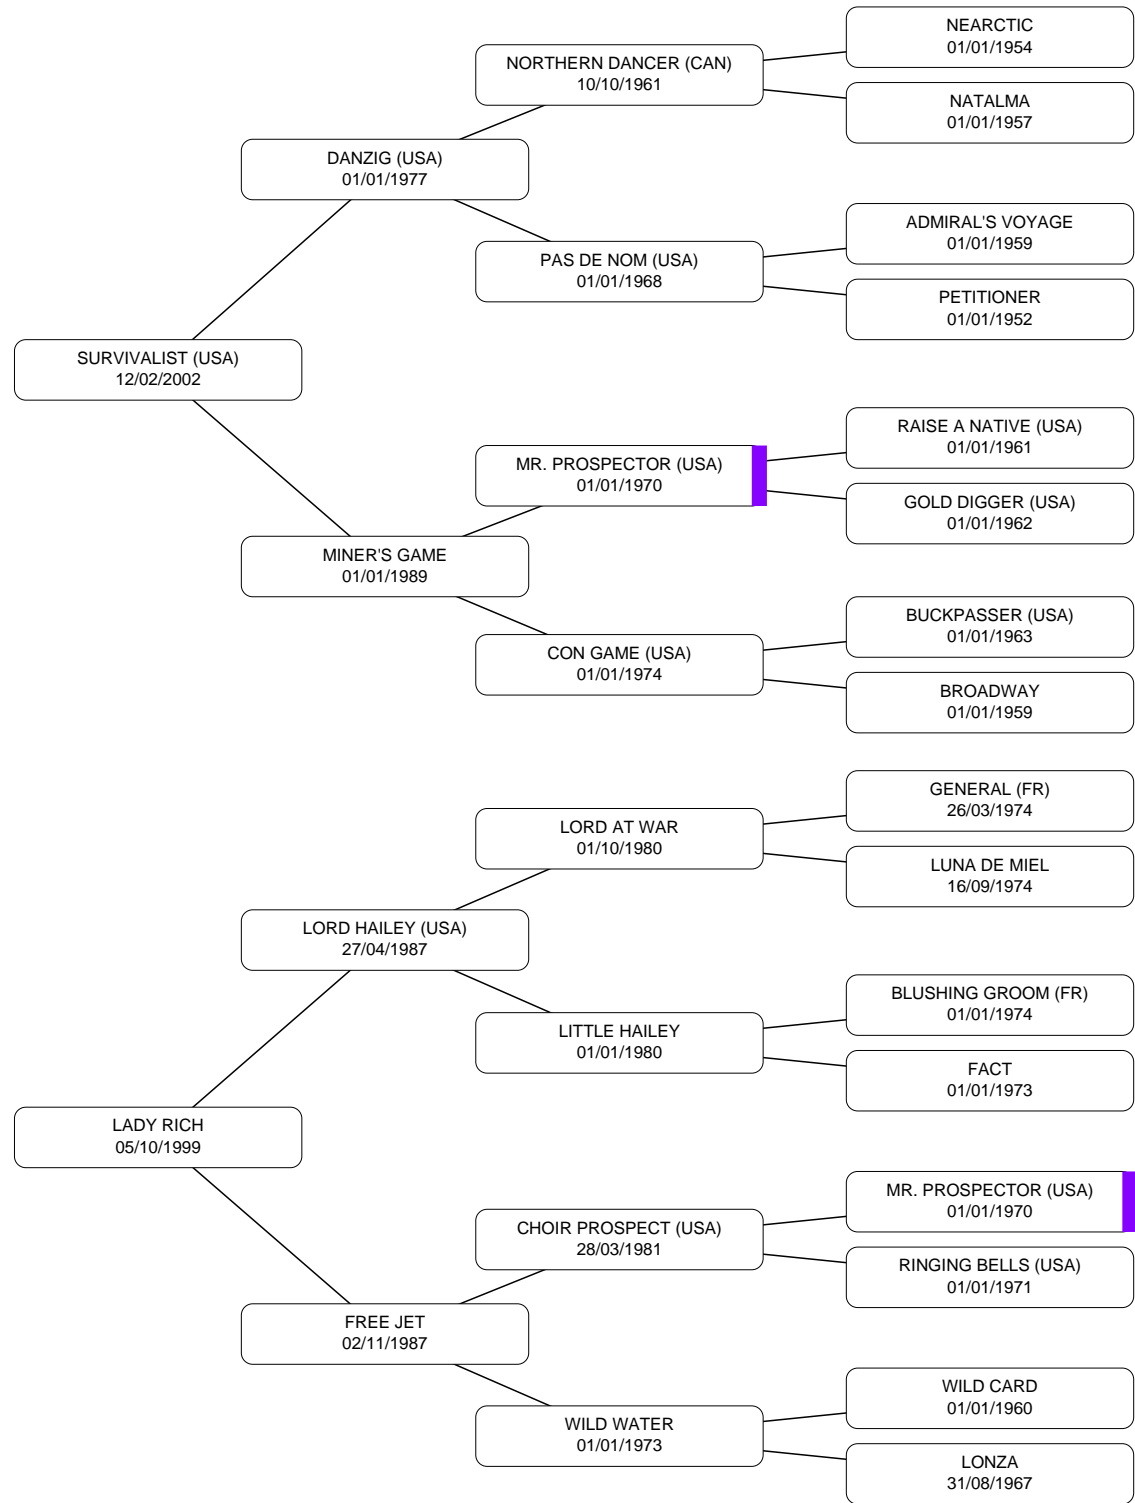 NEARCTIC
01/01/1954
NORTHERN DANCER (CAN)
10/10/1961
NATALMA
01/01/1957
DANZIG (USA)
01/01/1977
ADMIRAL'S VOYAGE
01/01/1959
PAS DE NOM (USA)
01/01/1968
PETITIONER
01/01/1952
SURVIVALIST (USA)
12/02/2002
RAISE A NATIVE (USA)
01/01/1961
MR. PROSPECTOR (USA)
01/01/1970
GOLD DIGGER (USA)
01/01/1962
MINER'S GAME
01/01/1989
BUCKPASSER (USA)
01/01/1963
CON GAME (USA)
01/01/1974
BROADWAY
01/01/1959
GENERAL (FR)
26/03/1974
LORD AT WAR
01/10/1980
LUNA DE MIEL
16/09/1974
LORD HAILEY (USA)
27/04/1987
BLUSHING GROOM (FR)
01/01/1974
LITTLE HAILEY
01/01/1980
FACT
01/01/1973
LADY RICH
05/10/1999
MR. PROSPECTOR (USA)
01/01/1970
CHOIR PROSPECT (USA)
28/03/1981
RINGING BELLS (USA)
01/01/1971
FREE JET
02/11/1987
WILD CARD
01/01/1960
WILD WATER
01/01/1973
LONZA
31/08/1967